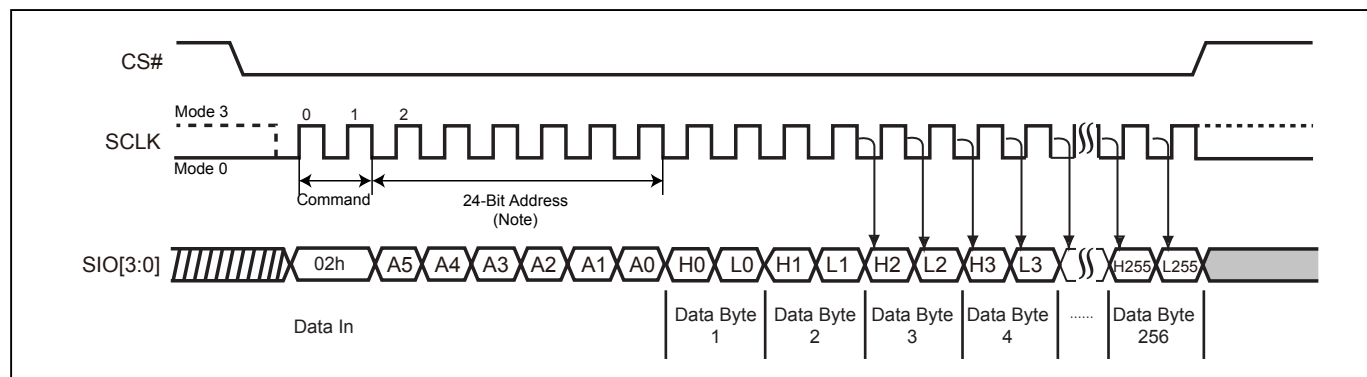 CS#
Mode 3
0 1 2
SCLK
Mode 0
Command
24-Bit Address
(Note)
SIO[3:0]
02h A5 A4 A3 A2 A1 A0 H0 L0 H1 L1 H2 L2 H3 L3 H255 L255
Data In
Data Byte
1
Data Byte
2
Data Byte
3
Data Byte
4
......
Data Byte
256